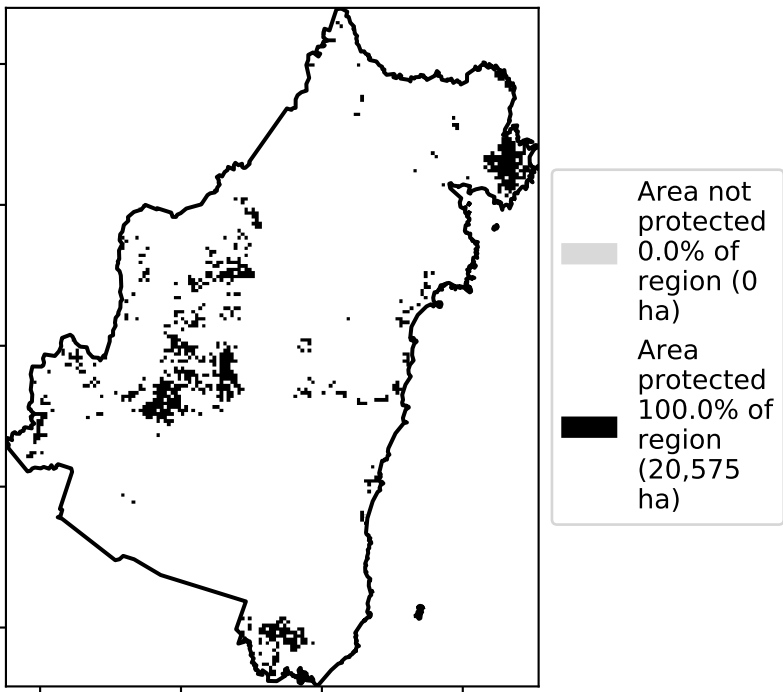 Area not
protected
0.0% of
region (0
ha)
Area
protected
100.0% of
region
(20,575
ha)